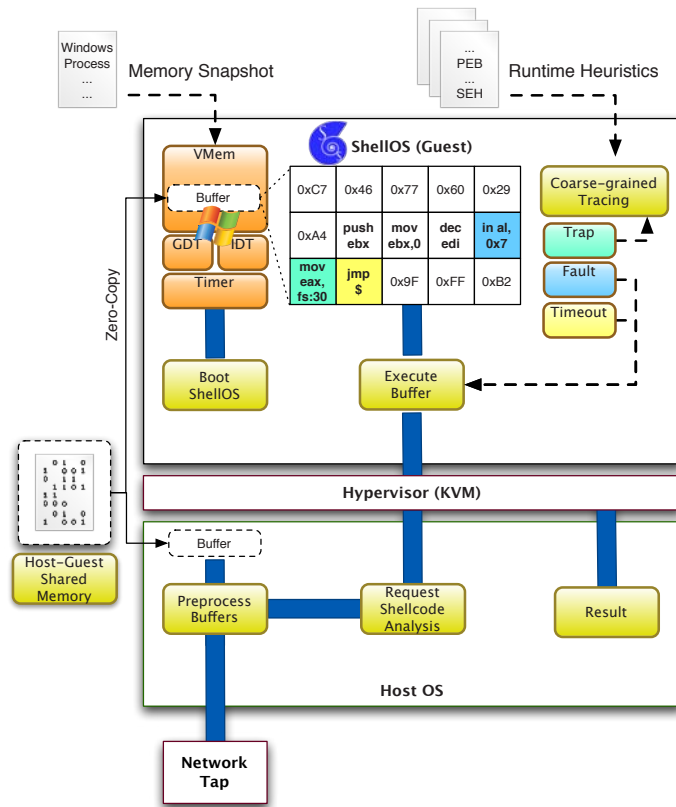 Windows
Process
...
...
Memory Snapshot
...
PEB
...
SEH
Runtime Heuristics
ShellOS (Guest)
VMem
Buffer
GDT
IDT
Timer
0xC7 0x46 0x77 0x60 0x29
0xA4 push ebx mov ebx,0 dec edi in al, 0x7
mov eax, fs:30 jmp $ 0x9F 0xFF 0xB2
Coarse-grained
Tracing
Trap
Fault
Timeout
Zero-Copy
Boot
ShellOS
Execute
Buffer
Hypervisor (KVM)
Host-Guest
Shared
Memory
Buffer
Preprocess
Buffers
Request
Shellcode
Analysis
Result
Host OS
Network
Tap